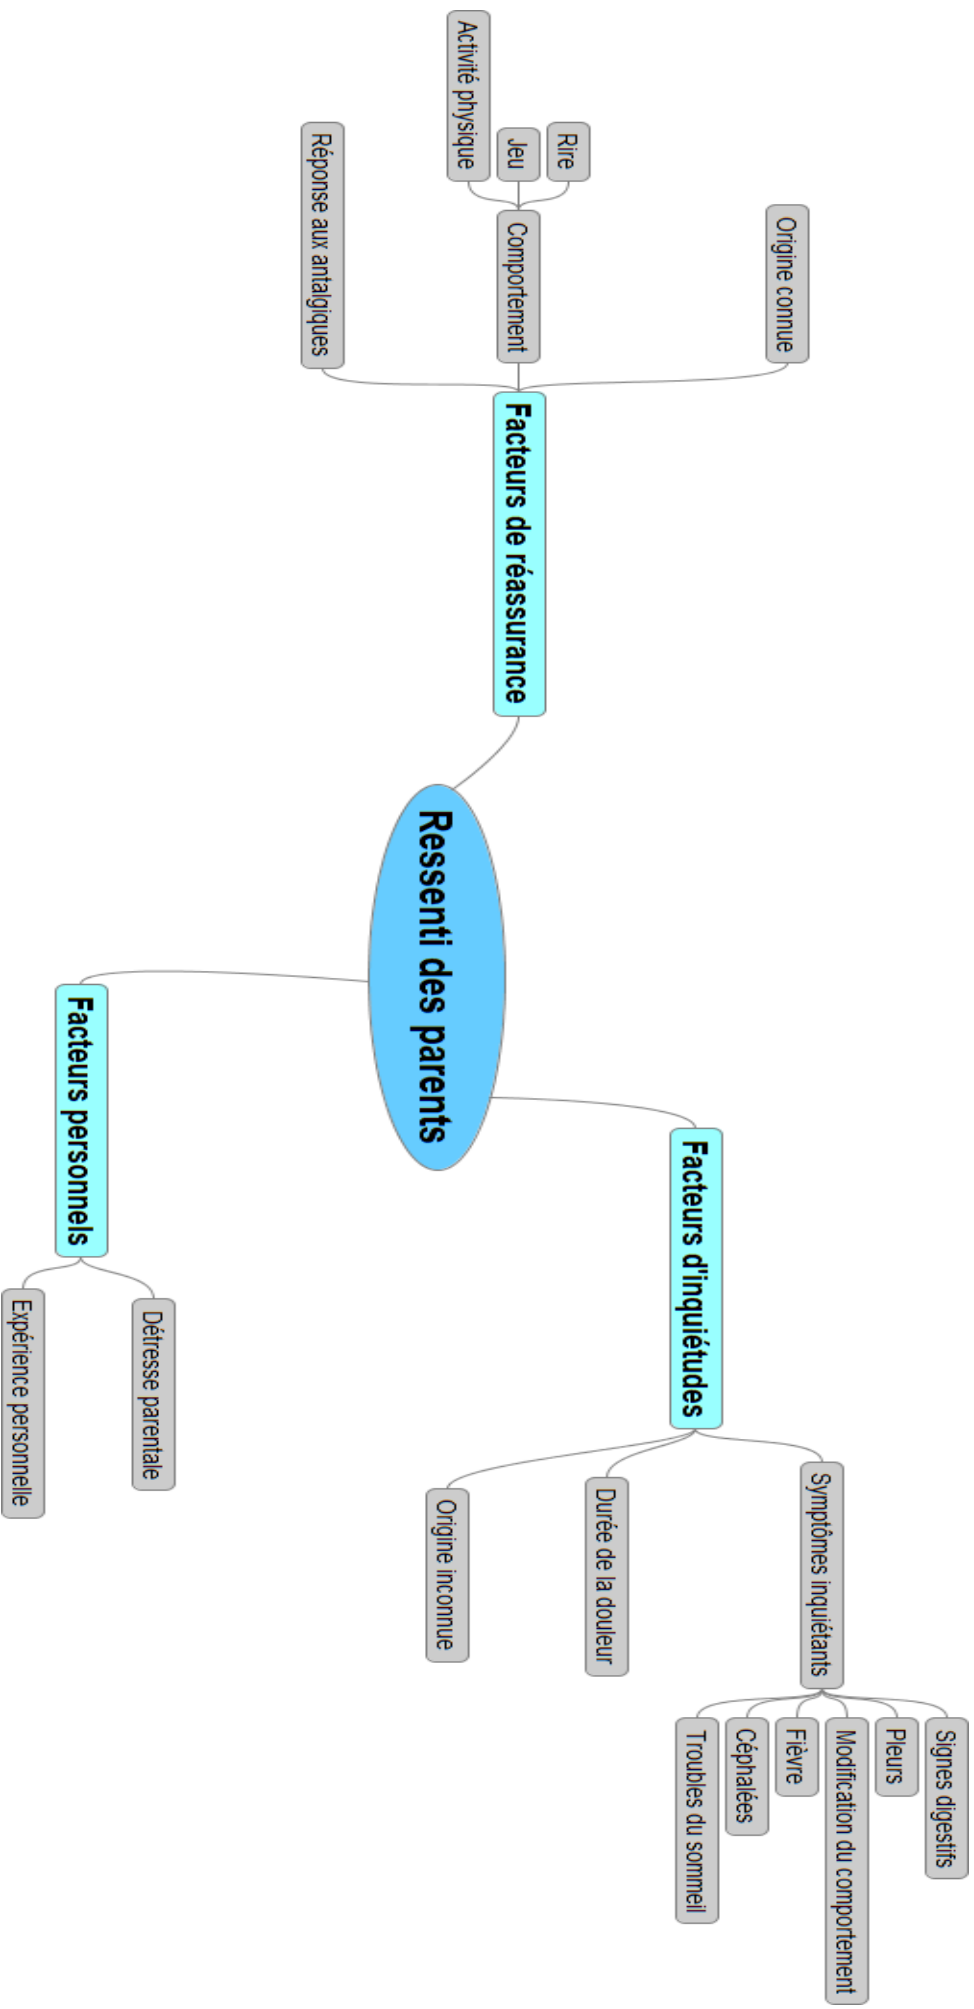 Ressenti des parents
Facteurs de réassurance
Origine connue
Comportement
Rire
Jeu
Activité physique
Réponse aux antalgiques
Facteurs d'inquiétudes
Symptômes inquiétants
Signes digestifs
Pleurs
Modification du comportement
Fièvre
Céphalées
Troubles du sommeil
Durée de la douleur
Origine inconnue
Facteurs personnels
Détresse parentale
Expérience personnelle